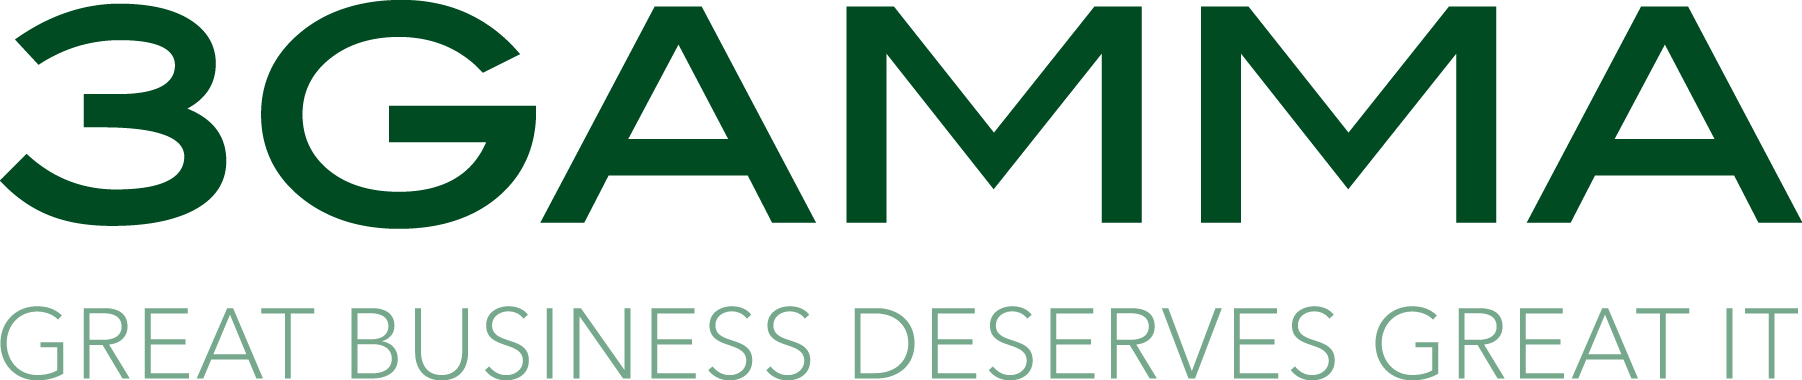 3GAMMA
GREAT BUSINESS DESERVES GREAT IT